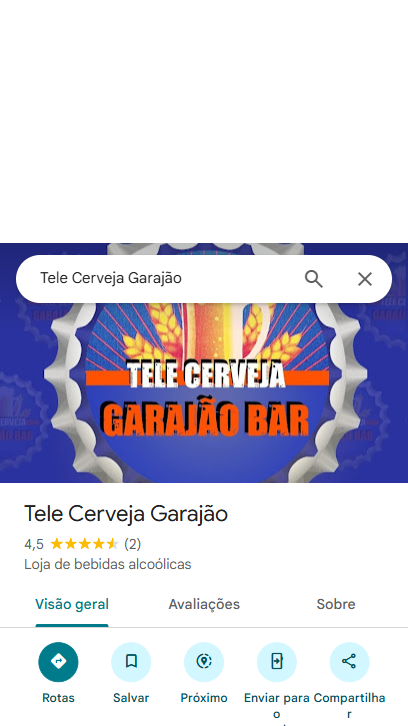 Tele Cerveja Garajão
TELE CERVEJA
GARAJÃO BAR
Tele Cerveja Garajão
4,5 (2)
Loja de bebidas alcoólicas
Visão geral
Avaliações
Sobre
Rotas
Salvar
Próximo
Enviar para
o
Compartilha
r